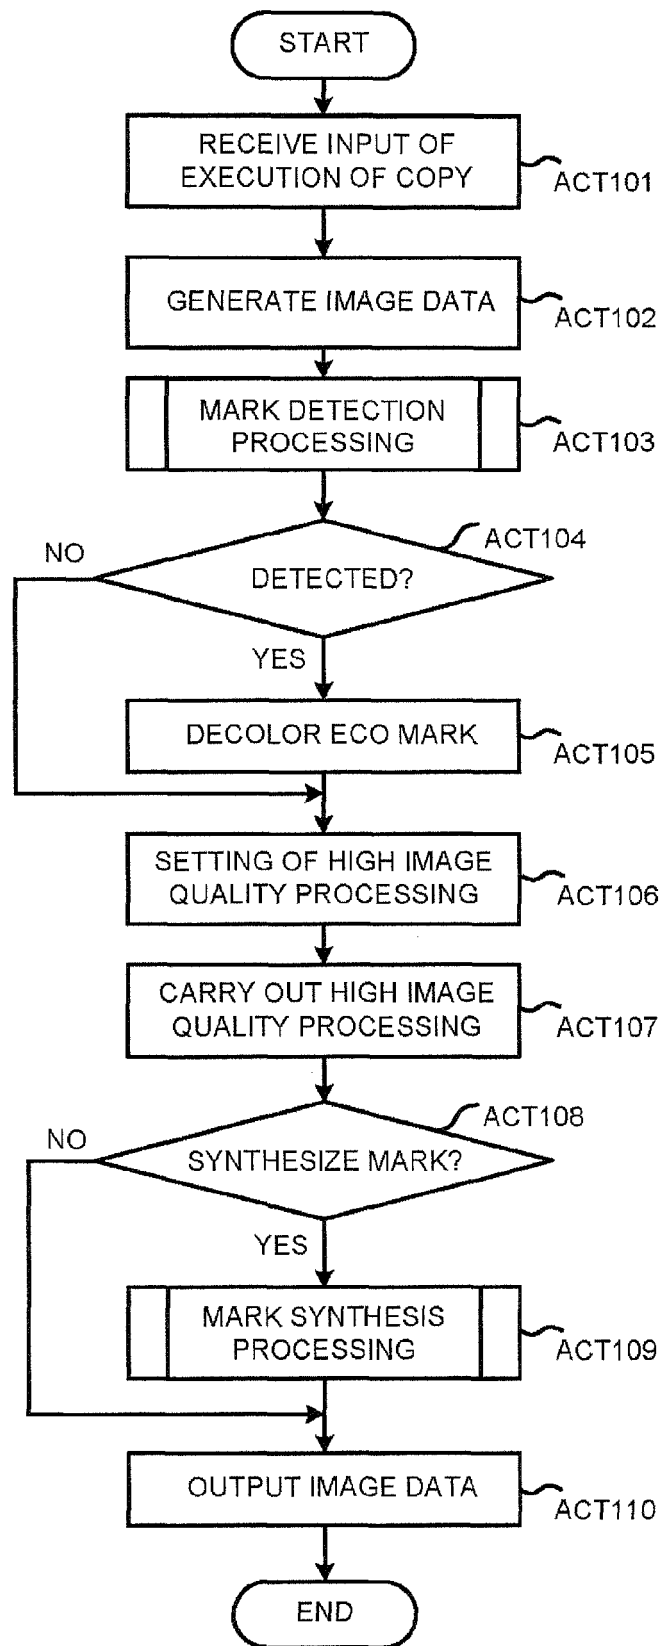 START
RECEIVE INPUT OF
EXECUTION OF COPY
ACT101
GENERATE IMAGE DATA
ACT102
MARK DETECTION
PROCESSING
ACT103
ACT104
NO
DETECTED?
YES
DECOLOR ECO MARK
ACT105
SETTING OF HIGH IMAGE
QUALITY PROCESSING
ACT106
CARRY OUT HIGH IMAGE
QUALITY PROCESSING
ACT107
ACT108
NO
SYNTHESIZE MARK?
YES
MARK SYNTHESIS
PROCESSING
ACT109
OUTPUT IMAGE DATA
ACT110
END